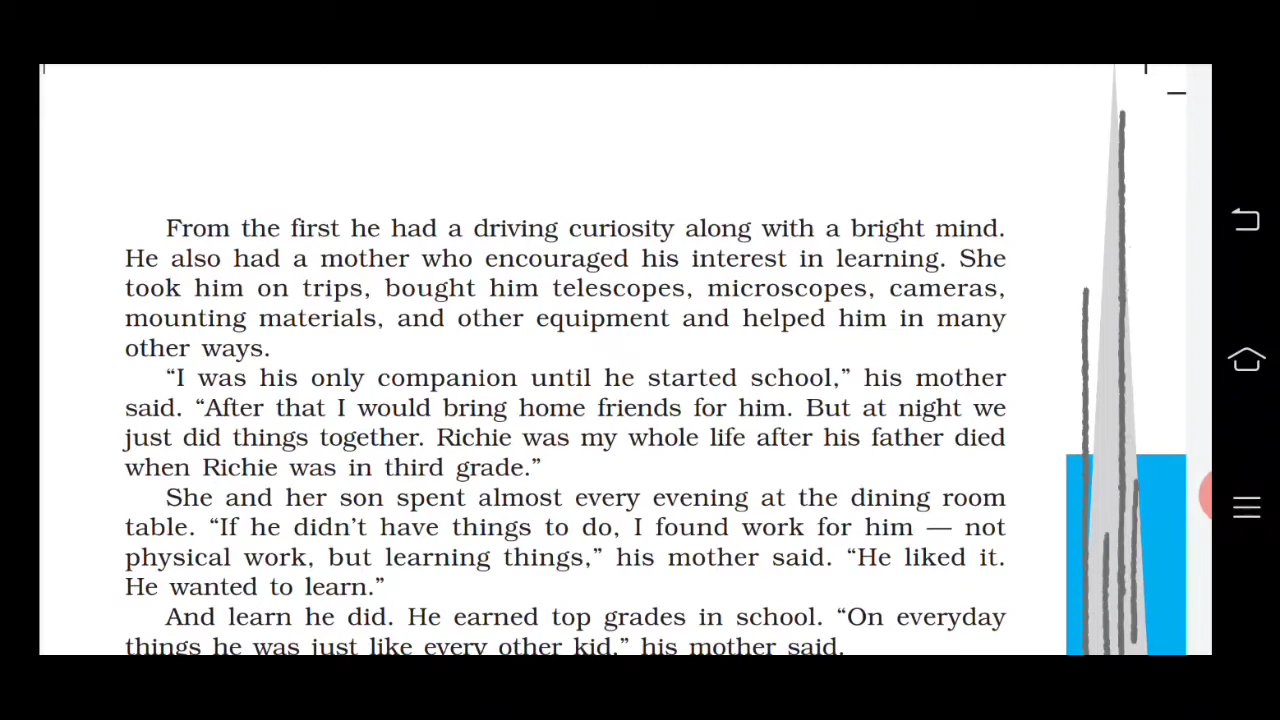 From the first he had a driving curiosity along with a bright mind.
He also had a mother who encouraged his interest in learning. She
took him on trips, bought him telescopes, microscopes, cameras,
mounting materials, and other equipment and helped him in many
other ways.
“I was his only companion until he started school,” his mother
said. “After that I would bring home friends for him. But at night we
just did things together. Richie was my whole life after his father died
when Richie was in third grade.”
She and her son spent almost every evening at the dining room
table. “If he didn’t have things to do, I found work for him — not
physical work, but learning things,” his mother said. “He liked it.
He wanted to learn.”
And learn he did. He earned top grades in school. “On everyday
things he was just like every other kid,” his mother said.